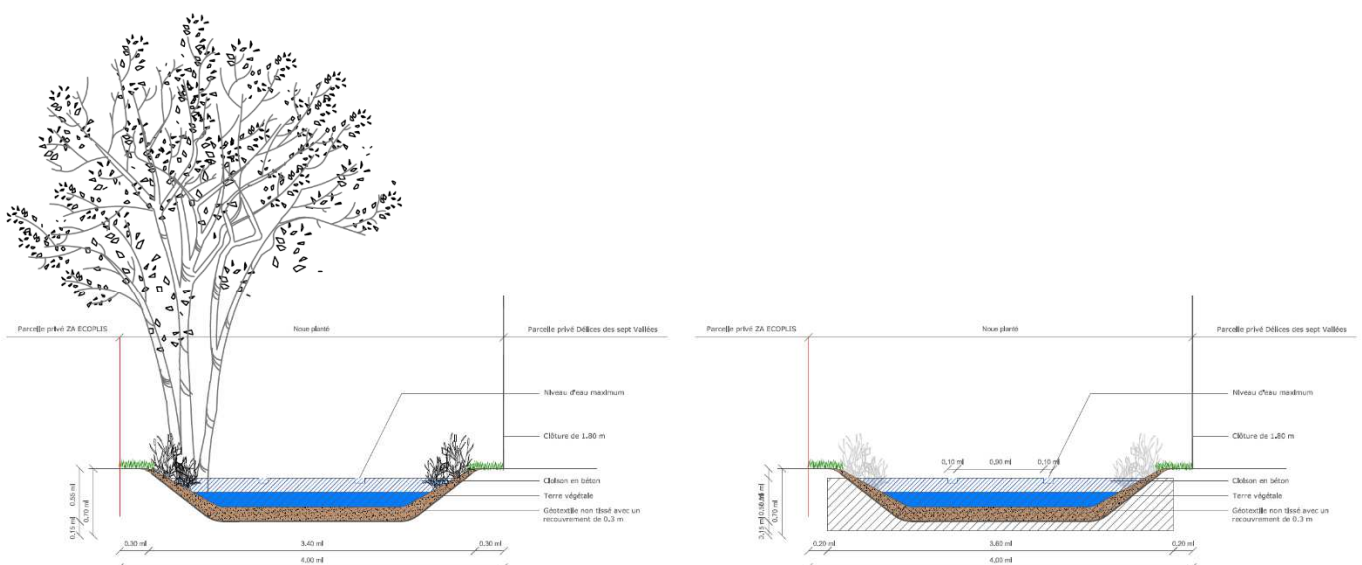 Parcelle privé ZA ECOPLIS
Noue planté
Parcelle privé Délices des sept Vallées
Niveau d'eau maximum
Clôture de 1.80 m
Cloison en béton
Terre végétale
Géotextile non tissé avec un
recouvrement de 0.3 m
0,55 ml
0,70 ml
0,15 ml
0.30 ml
3,40 ml
0,30 ml
4,00 ml
Parcelle privé ZA ECOPLIS
Noue planté
Parcelle privé Délices des sept Vallées
Niveau d'eau maximum
Clôture de 1.80 m
0,10 ml
0,90 ml
0,10 ml
Cloison en béton
Terre végétale
Géotextile non tissé avec un
recouvrement de 0.3 m
0,70 ml
0,15 ml
0,20 ml
3,60 ml
0,20 ml
4,00 ml